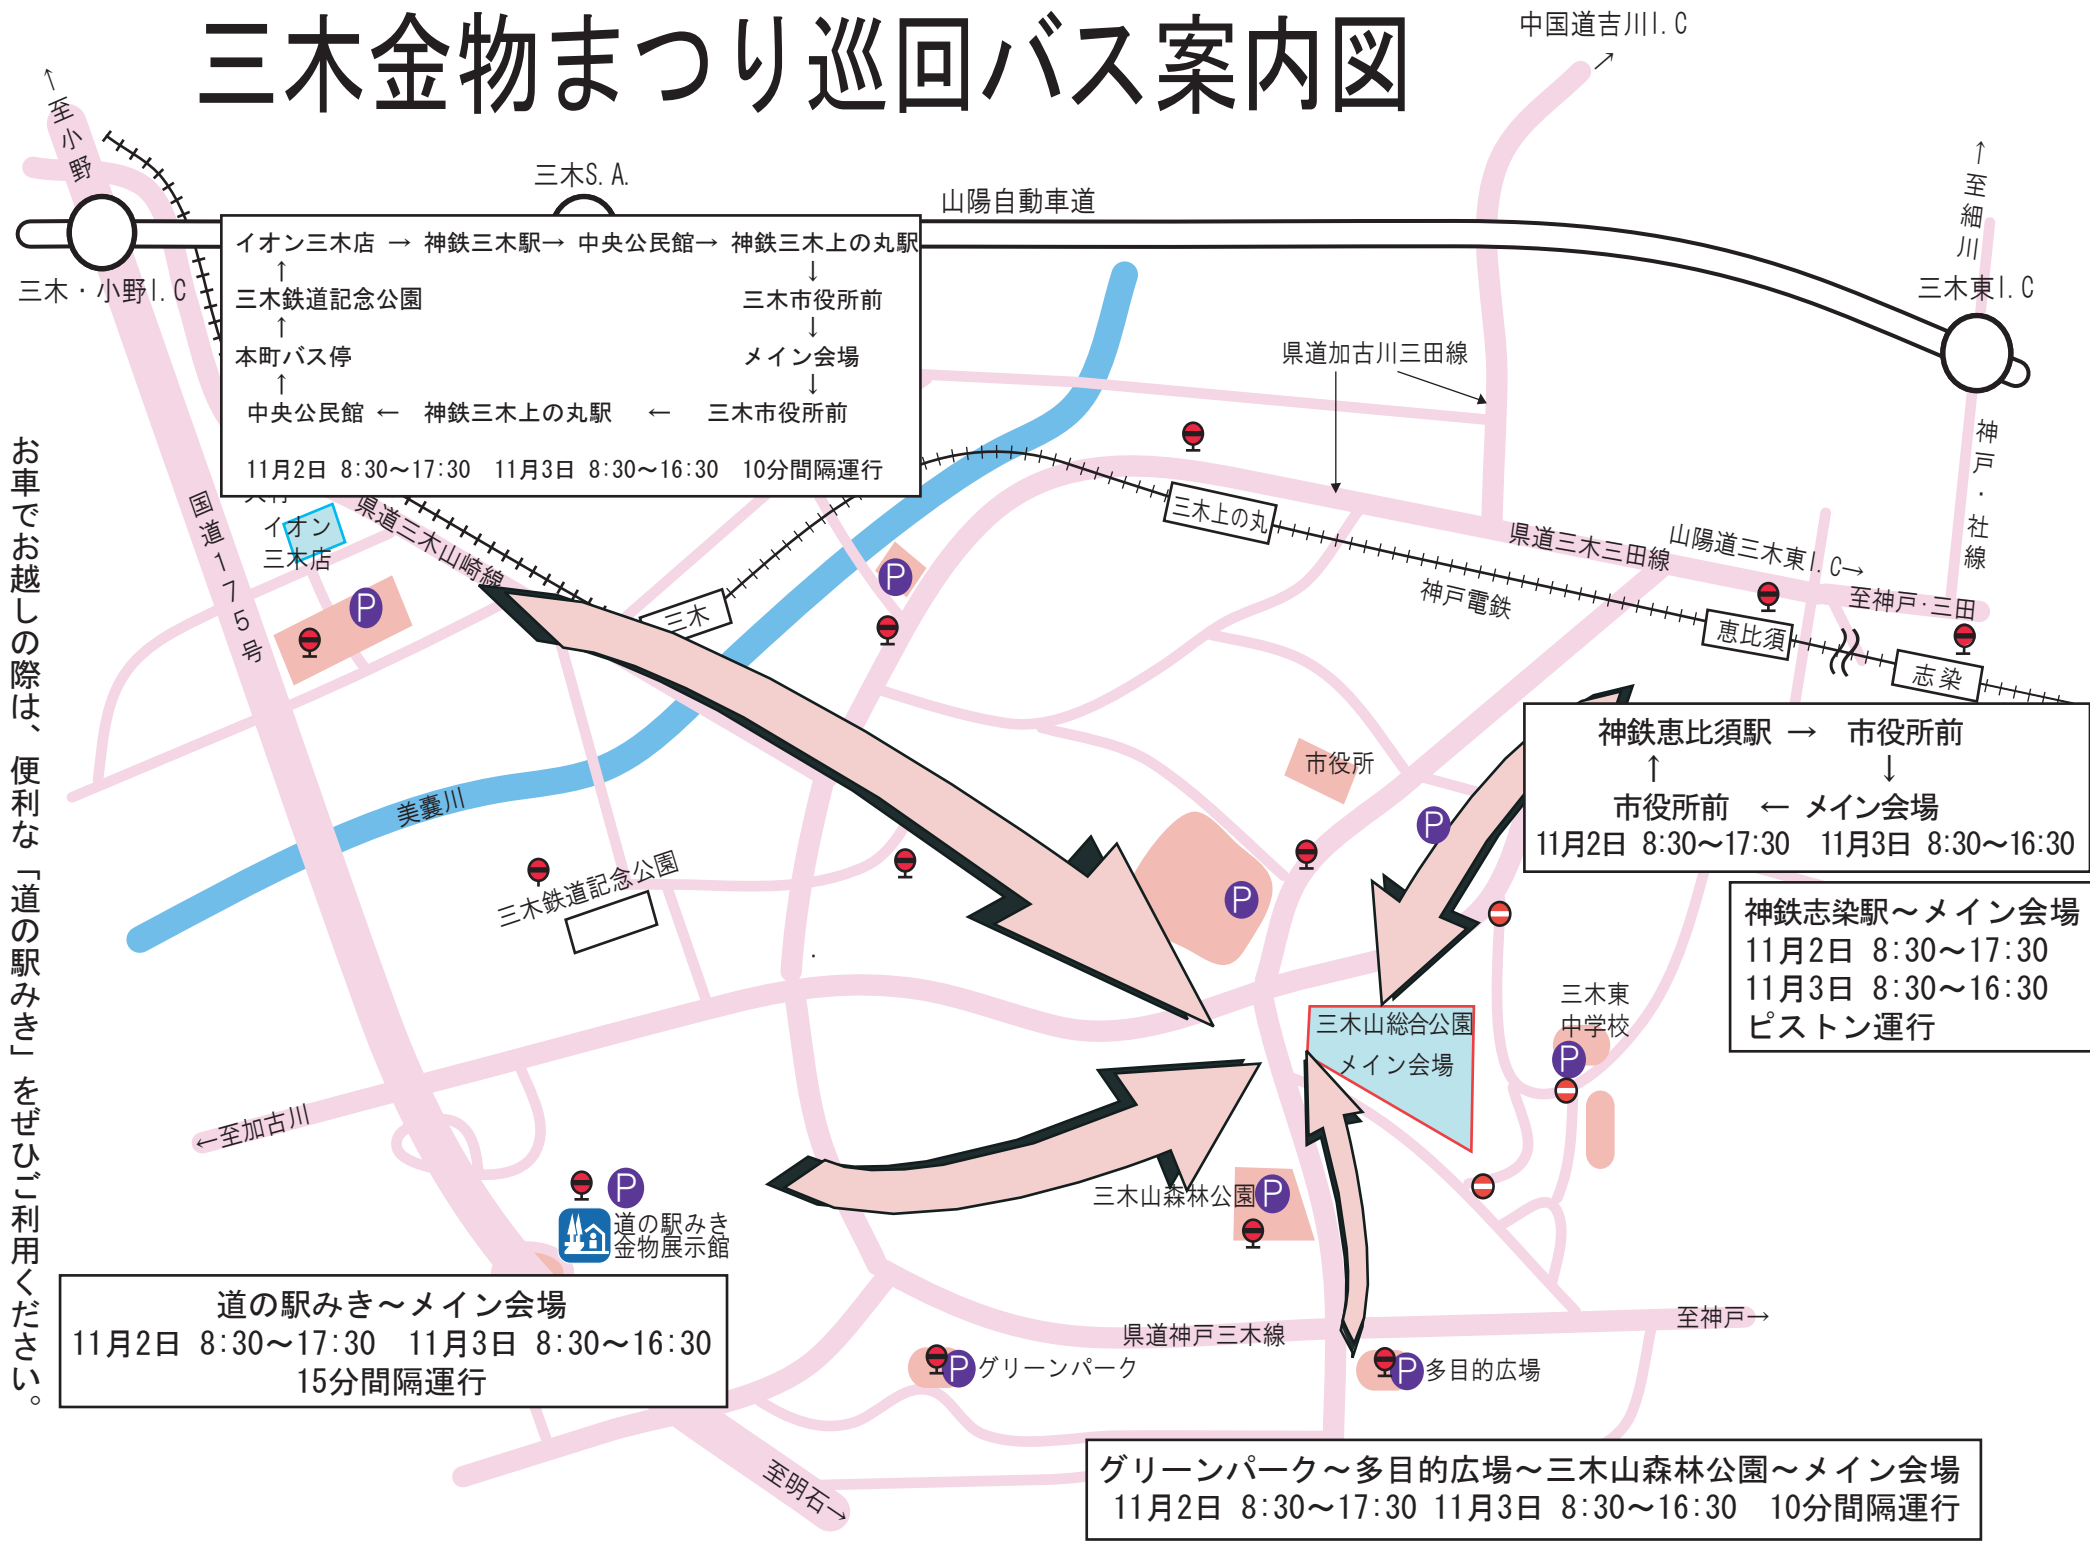 三木金物まつり巡回バス案内図
中国道吉川I.C
→
←至小野
三木S.A.
山陽自動車道
←至細川
三木・小野I.C
三木東I.C
イオン三木店 → 神鉄三木駅→ 中央公民館→ 神鉄三木上の丸駅
↑ ↓
三木鉄道記念公園 三木市役所前
↑ ↓
本町バス停 メイン会場
↑ ↓
中央公民館 ← 神鉄三木上の丸駅 ← 三木市役所前
11月2日 8:30～17:30 11月3日 8:30～16:30 10分間隔運行
県道加古川三田線
神戸・社線
お車でお越しの際は、便利な「道の駅みき」をぜひご利用ください。
国道175号
イオン
三木店
県道三木山崎線
三木
三木上の丸
県道三木三田線
山陽道三木東I.C→
至神戸・三田
神戸電鉄
恵比須
志染
P
P
美嚢川
市役所
P
P
神鉄恵比須駅 → 市役所前
↑ ↓
市役所前 ← メイン会場
11月2日 8:30～17:30 11月3日 8:30～16:30
神鉄志染駅～メイン会場
11月2日 8:30～17:30
11月3日 8:30～16:30
ピストン運行
三木鉄道記念公園
三木東
中学校
P
三木山総合公園
メイン会場
←至加古川
P
道の駅みき
金物展示館
三木山森林公園
P
道の駅みき～メイン会場
11月2日 8:30～17:30 11月3日 8:30～16:30
15分間隔運行
県道神戸三木線
至神戸→
P
グリーンパーク
P
多目的広場
至明石→
グリーンパーク～多目的広場～三木山森林公園～メイン会場
11月2日 8:30～17:30 11月3日 8:30～16:30 10分間隔運行